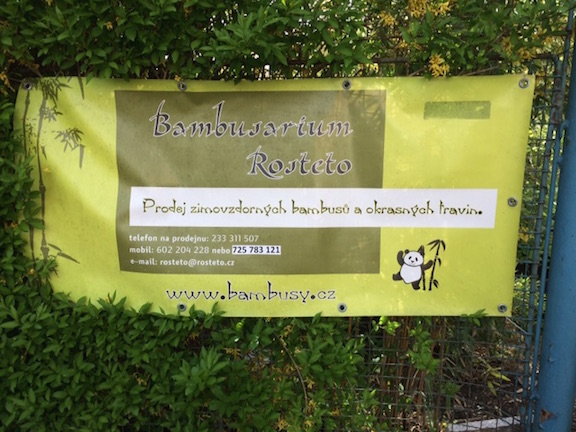 Bambusarium
Rosteto
Prodej zimovzdorných bambusů a okrasných travin.
telefon na prodejnu: 233 311 507
mobil: 602 204 228 nebo 725 783 121
e-mail: rosteto@rosteto.cz
www.bambusy.cz